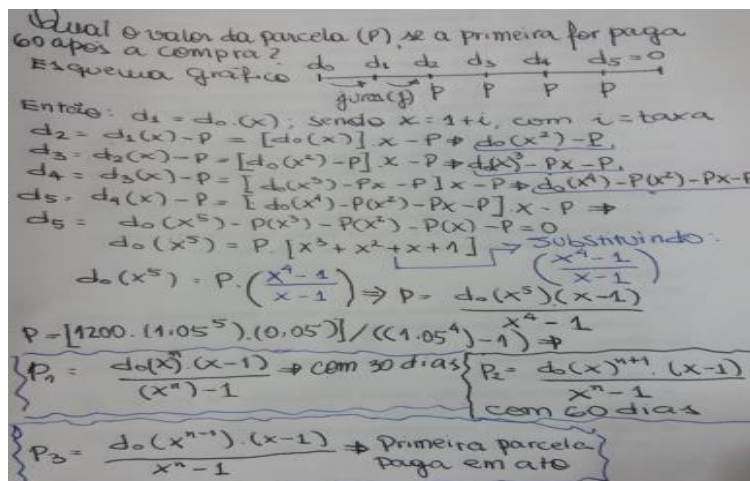 Qual o valor da parcela (P), se a primeira for paga
60 após a compra?
Esquema gráfico d₀ d₁ d₂ d₃ d₄ d₅ = 0
juros(j) P P P P
Então: d₁ = d₀.(x); sendo x = 1+i, com i = taxa
d₂ = d₁(x) - P = [d₀(x)].x - P ⇒ d₀(x²) - P.
d₃ = d₂(x) - P = [d₀(x²) - P].x - P ⇒ d₀(x)³ - Px - P.
d₄ = d₃(x) - P = [d₀(x³) - Px - P]x - P ⇒ d₀(x⁴) - P(x²) - Px - P
d₅ = d₄(x) - P = [d₀(x⁴) - P(x²) - Px - P].x - P ⇒
d₅ = d₀(x⁵) - P(x³) - P(x²) - P(x) - P = 0
d₀(x⁵) = P.[x³ + x² + x + 1] → Substituindo:
(x⁴-1/x-1)
d₀(x⁵) = P.(x⁴-1/x-1) ⇒ P = d₀(x⁵)(x-1)/x⁴-1
P = [1200.(1.05⁵).(0,05)]/((1.05⁴)-1) ⇒
P₁ = d₀(x)ⁿ.(x-1)/(xⁿ)-1 ⇒ com 30 dias
P₂ = d₀(x)ⁿ⁺¹.(x-1)/xⁿ-1
com 60 dias
P₃ = d₀(xⁿ⁻¹).(x-1)/xⁿ-1 ⇒ Primeira parcela
paga em ato